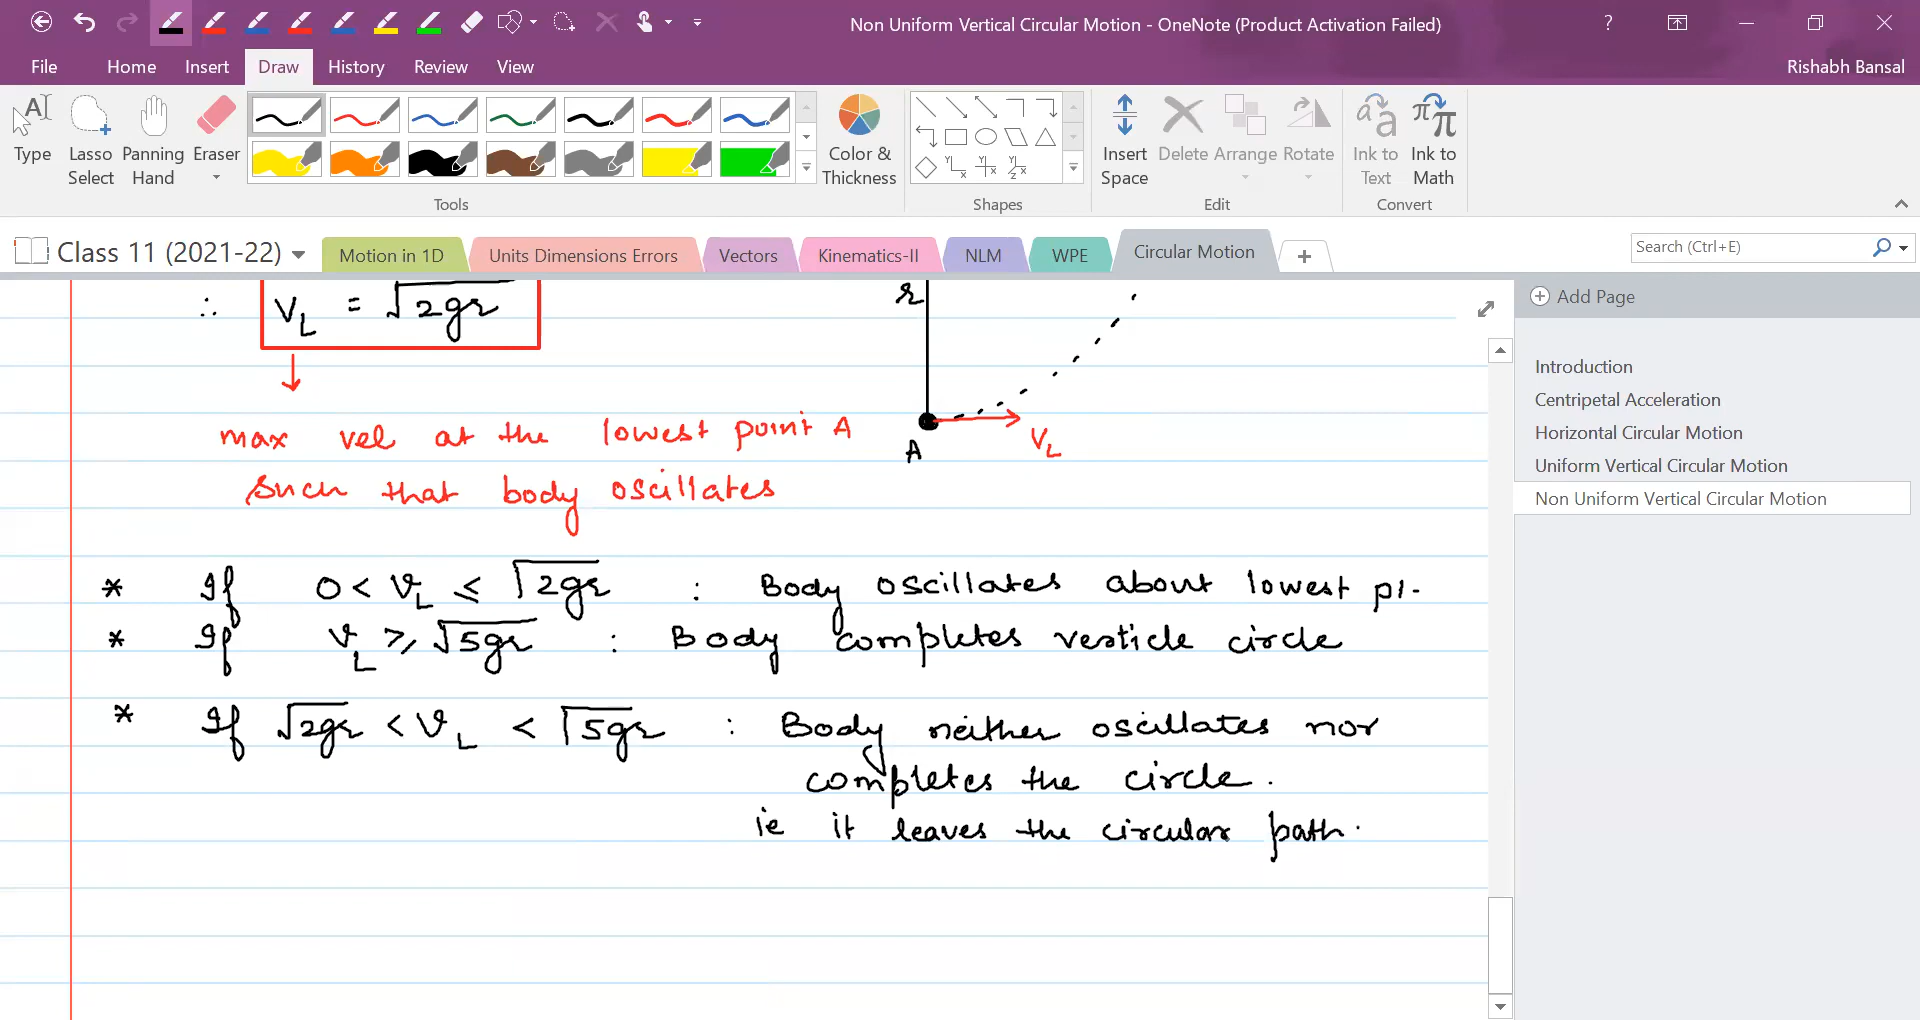 Non Uniform Vertical Circular Motion - OneNote (Product Activation Failed)
?
File Home Insert Draw History Review View
Rishabh Bansal
Type
Lasso Select
Panning Hand
Eraser
Color & Thickness
Insert Space
Delete
Arrange
Rotate
Ink to Text
Ink to Math
Tools
Shapes
Edit
Convert
Class 11 (2021-22)
Motion in 1D
Units Dimensions Errors
Vectors
Kinematics-II
NLM
WPE
Circular Motion
Search (Ctrl+E)
Add Page
Introduction
Centripetal Acceleration
Horizontal Circular Motion
Uniform Vertical Circular Motion
Non Uniform Vertical Circular Motion
∴ V_L = √2gr
r
A
V_L
max vel at the lowest point A
such that body oscillates
* If 0 < v_L ≤ √2gr : Body oscillates about lowest pt.
* If v_L ≥ √5gr : Body completes verticle circle
* If √2gr < v_L < √5gr : Body neither oscillates nor
completes the circle.
ie it leaves the circular path.